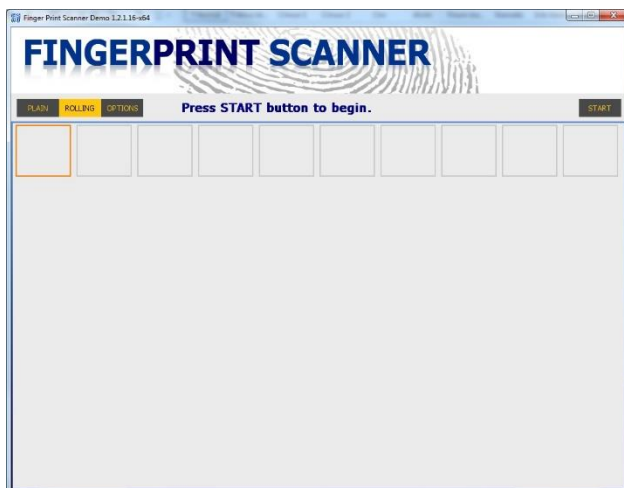 Finger Print Scanner Demo 1.2.1.16-x64
FINGERPRINT SCANNER
PLAIN ROLLING OPTIONS Press START button to begin. START